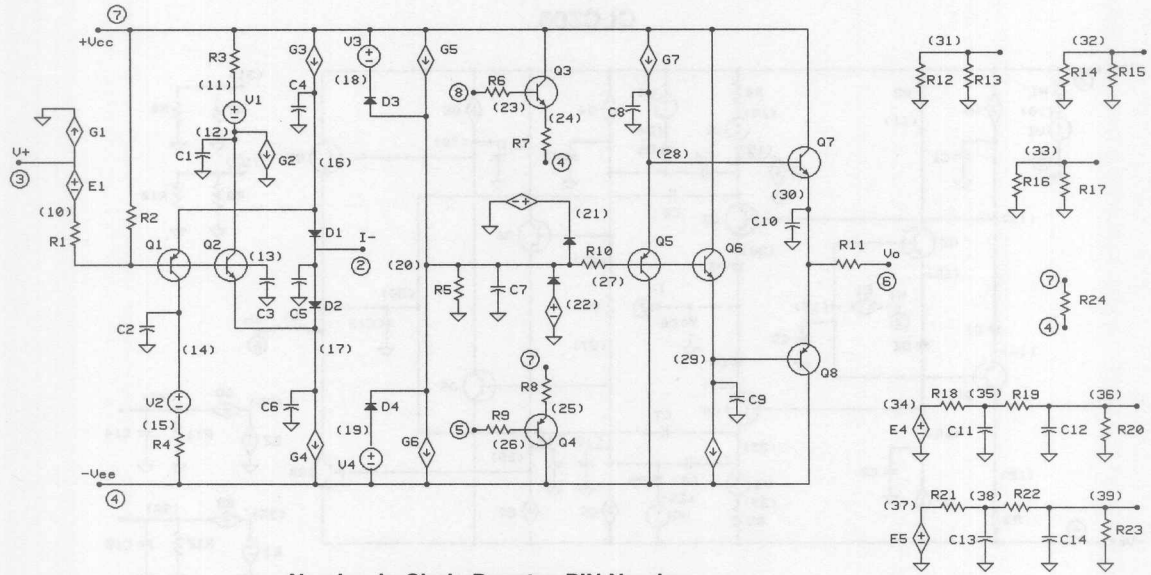 7
+Vcc
R3
G3
V3
G5
G7
(31)
(32)
R12
R13
R14
R15
(11)
V1
C4
(18)
D3
8
R6
Q3
(23)
(24)
R7
4
C8
(12)
C1
G2
(16)
G1
V+
3
E1
(10)
R1
R2
(28)
Q7
(33)
R16
R17
(30)
C10
(21)
Q1
Q2
(13)
D1
I-
2
(20)
R10
(27)
Q5
Q6
R11
Vo
6
C3
C5
D2
R5
C7
(22)
7
R24
4
C2
(14)
(17)
7
R8
(25)
(29)
Q8
C9
V2
(15)
R4
C6
G4
D4
(19)
V4
G6
5
R9
(26)
Q4
-Vee
4
(34)
R18
(35)
R19
(36)
E4
C11
C12
R20
(37)
R21
(38)
R22
(39)
E5
C13
C14
R23